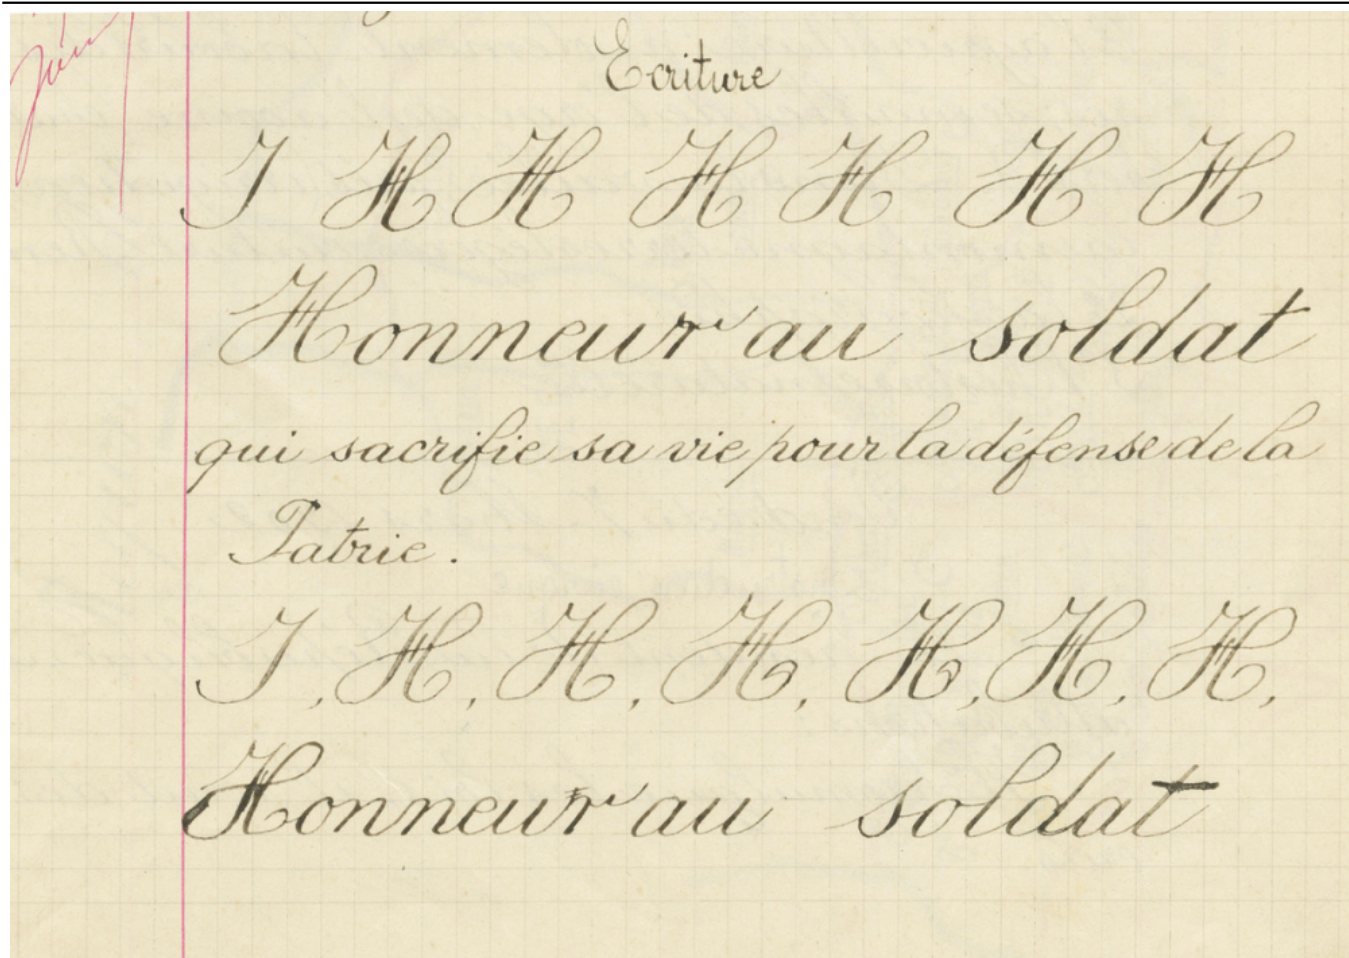 Ecriture
J H H H H H H
Honneur au soldat
qui sacrifie sa vie pour la défense de la
Patrie.
J, H, H, H, H, H, H,
Honneur au soldat